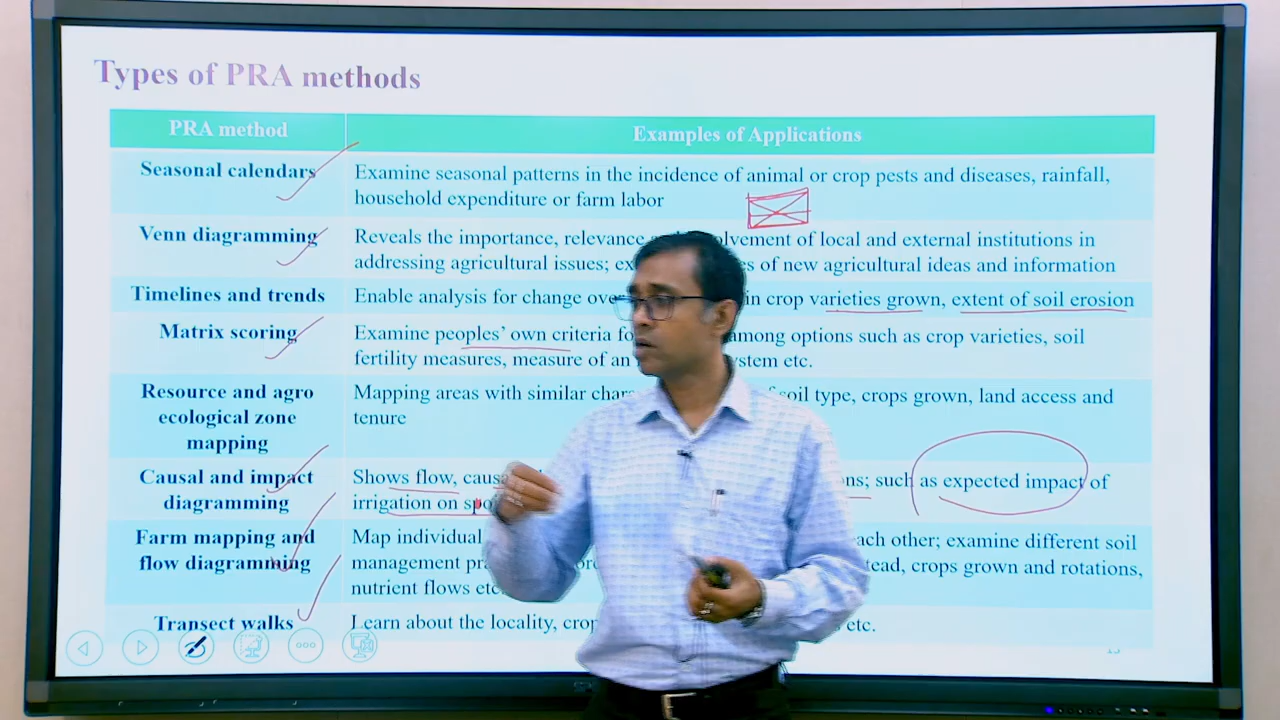 Types of PRA methods
PRA method
Examples of Applications
Seasonal calendars
Examine seasonal patterns in the incidence of animal or crop pests and diseases, rainfall,
household expenditure or farm labor
Venn diagramming
Reveals the importance, relevance involvement of local and external institutions in
addressing agricultural issues; of new agricultural ideas and information
Timelines and trends
Enable analysis for change in crop varieties grown, extent of soil erosion
Matrix scoring
Examine peoples' own criteria among options such as crop varieties, soil
fertility measures, measure of an etc.
Resource and agro
ecological zone
mapping
Mapping areas with similar soil type, crops grown, land access and
tenure
Causal and impact
diagramming
Shows flow, such as expected impact of
irrigation on
Farm mapping and
flow diagramming
Map individual each other; examine different soil
management crops grown and rotations,
nutrient flows etc
Transect walks
Learn about the locality, etc.